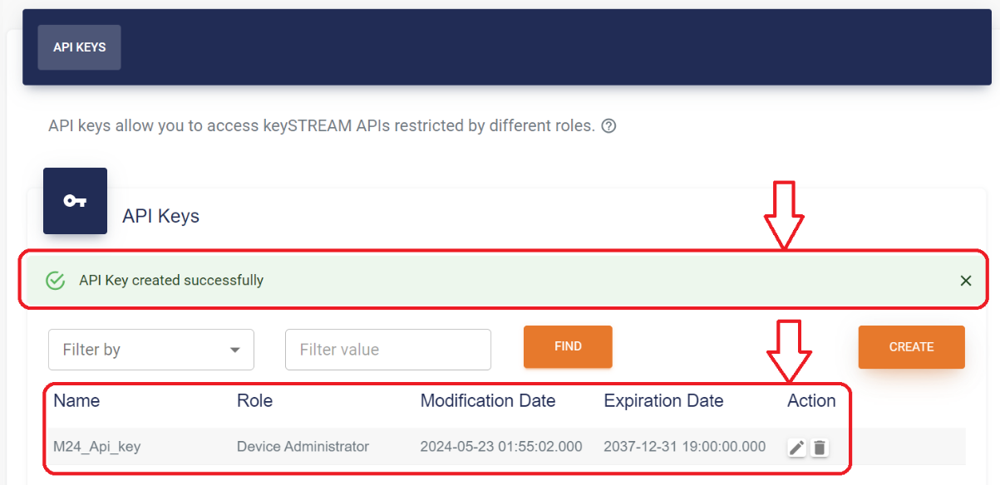 API KEYS
API keys allow you to access keySTREAM APIs restricted by different roles.
API Keys
API Key created successfully
Filter by Filter value FIND CREATE
Name Role Modification Date Expiration Date Action
M24_Api_key Device Administrator 2024-05-23 01:55:02.000 2037-12-31 19:00:00.000